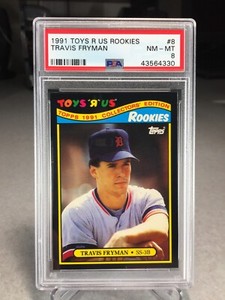 1991 TOYS R US ROOKIES #8
TRAVIS FRYMAN NM - MT
8
PSA 43564330
TOYS "R" US
TOPPS 1991 COLLECTORS' EDITION
ROOKIES
Topps
D
TRAVIS FRYMAN • SS-3B